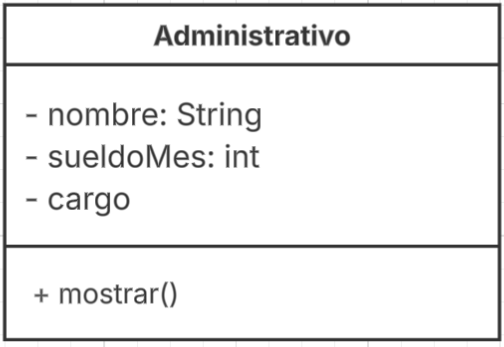 Administrativo
- nombre: String
- sueldoMes: int
- cargo
+ mostrar()